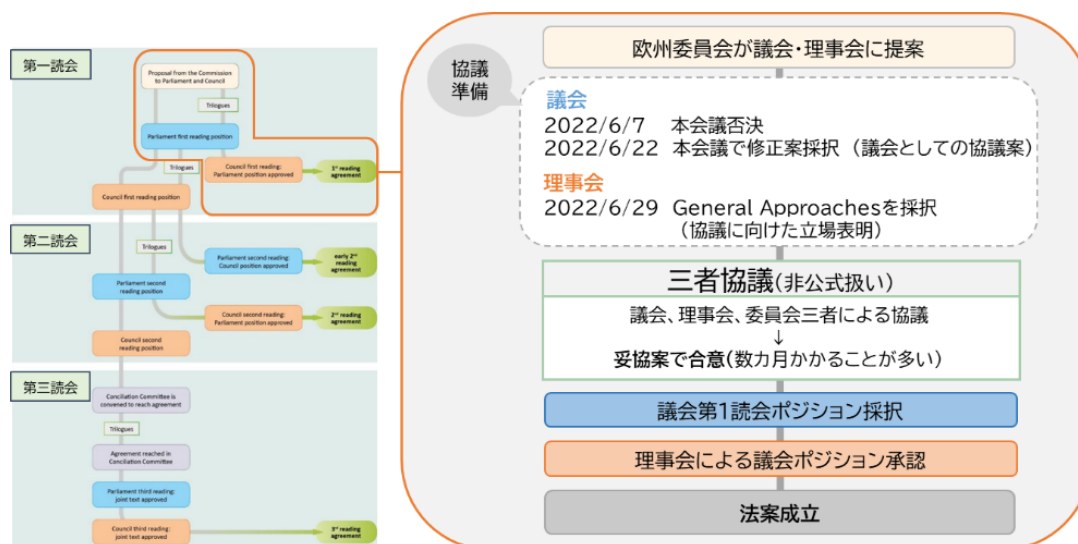 第一読会
Proposal from the Commission
to Parliament and Council
Trilogues
Parliament first reading position
Trilogues
Council first reading:
Parliament position approved
1st reading
agreement
Council first reading position
第二読会
Trilogues
Parliament second reading:
Council position approved
early 2nd
reading
agreement
Parliament second
reading position
Council second reading:
Parliament position approved
2nd reading
agreement
Council second
reading position
第三読会
Conciliation Committee is
convened to reach agreement
Trilogues
Agreement reached in
Conciliation Committee
Parliament third reading:
joint text approved
Council third reading:
joint text approved
3rd reading
agreement
協議
準備
欧州委員会が議会・理事会に提案
議会
2022/6/7 本会議否決
2022/6/22 本会議で修正案採択 (議会としての協議案)
理事会
2022/6/29 General Approachesを採択
(協議に向けた立場表明)
三者協議(非公式扱い)
議会、理事会、委員会三者による協議
↓
妥協案で合意(数カ月かかることが多い)
議会第1読会ポジション採択
理事会による議会ポジション承認
法案成立